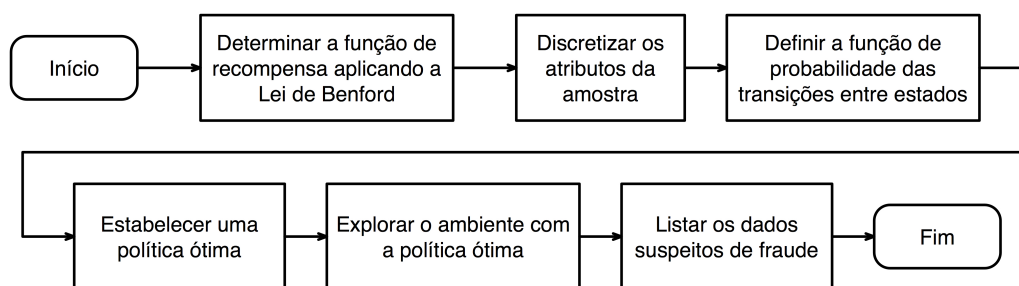 Início
Determinar a função de
recompensa aplicando a
Lei de Benford
Discretizar os
atributos da
amostra
Definir a função de
probabilidade das
transições entre estados
Estabelecer uma
política ótima
Explorar o ambiente com
a política ótima
Listar os dados
suspeitos de fraude
Fim